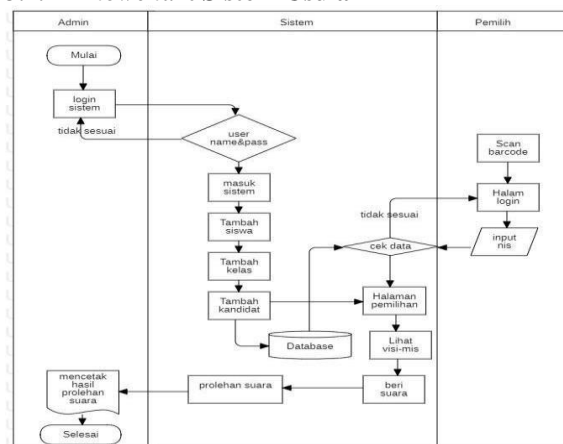 Admin
Sistem
Pemilih
Mulai
login
sistem
tidak sesuai
user
name&pass
masuk
sistem
Tambah
siswa
Tambah
kelas
Tambah
kandidat
Database
Scan
barcode
Halam
login
input
nis
tidak sesuai
cek data
Halaman
pemilihan
Lihat
visi-mis
beri
suara
prolehan suara
mencetak
hasil
prolehan
suara
Selesai